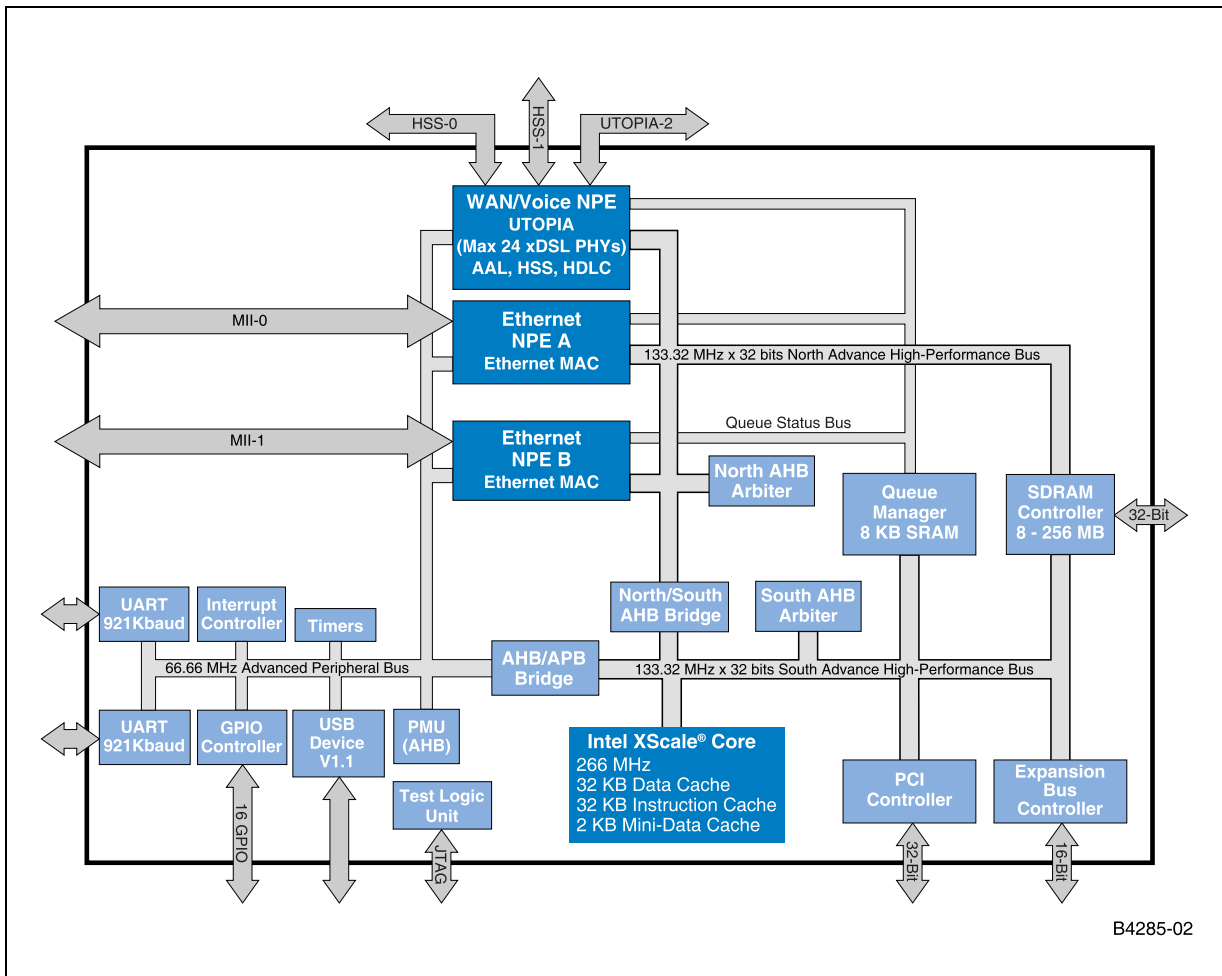 HSS-0
HSS-1
UTOPIA-2
WAN/Voice NPE
UTOPIA
(Max 24 xDSL PHYs)
AAL, HSS, HDLC
MII-0
Ethernet
NPE A
Ethernet MAC
133.32 MHz x 32 bits North Advance High-Performance Bus
MII-1
Ethernet
NPE B
Ethernet MAC
Queue Status Bus
North AHB
Arbiter
Queue
Manager
8 KB SRAM
SDRAM
Controller
8 - 256 MB
32-Bit
UART
921Kbaud
Interrupt
Controller
Timers
North/South
AHB Bridge
South AHB
Arbiter
66.66 MHz Advanced Peripheral Bus
AHB/APB
Bridge
133.32 MHz x 32 bits South Advance High-Performance Bus
UART
921Kbaud
GPIO
Controller
USB
Device
V1.1
PMU
(AHB)
Test Logic
Unit
Intel XScale® Core
266 MHz
32 KB Data Cache
32 KB Instruction Cache
2 KB Mini-Data Cache
PCI
Controller
Expansion
Bus
Controller
16 GPIO
JTAG
32-Bit
16-Bit
B4285-02